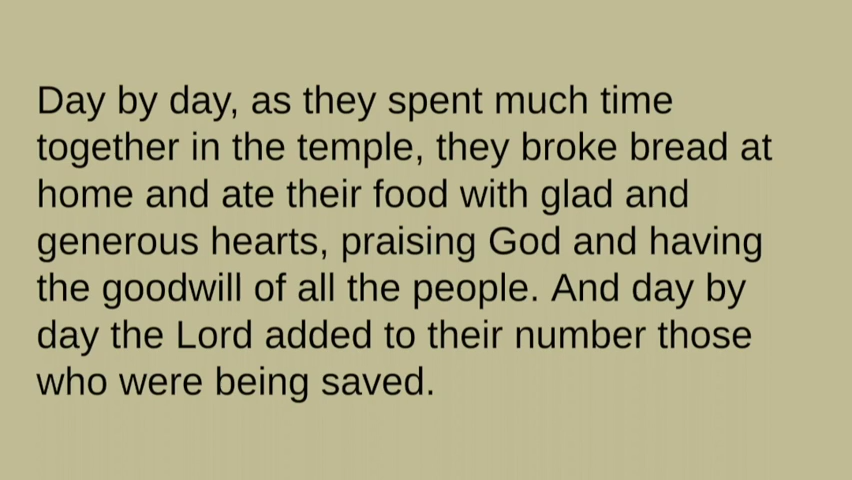 Day by day, as they spent much time
together in the temple, they broke bread at
home and ate their food with glad and
generous hearts, praising God and having
the goodwill of all the people. And day by
day the Lord added to their number those
who were being saved.